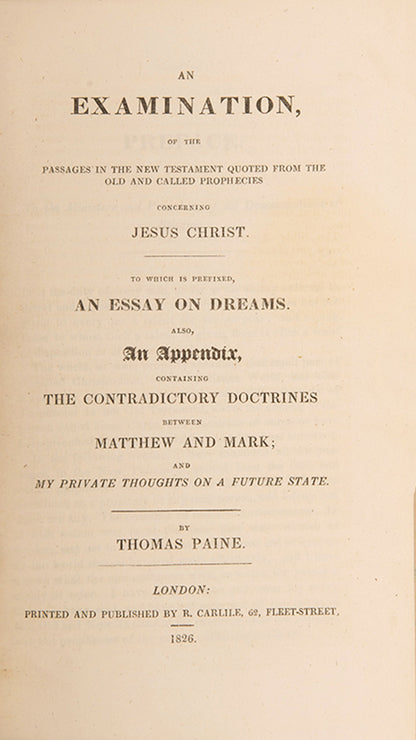 AN
EXAMINATION,
OF THE
PASSAGES IN THE NEW TESTAMENT QUOTED FROM THE
OLD AND CALLED PROPHECIES
CONCERNING
JESUS CHRIST.
TO WHICH IS PREFIXED,
AN ESSAY ON DREAMS.
ALSO,
An Appendix,
CONTAINING
THE CONTRADICTORY DOCTRINES
BETWEEN
MATTHEW AND MARK;
AND
MY PRIVATE THOUGHTS ON A FUTURE STATE.
BY
THOMAS PAINE.
LONDON:
PRINTED AND PUBLISHED BY R. CARLILE, 62, FLEET-STREET,
1826.